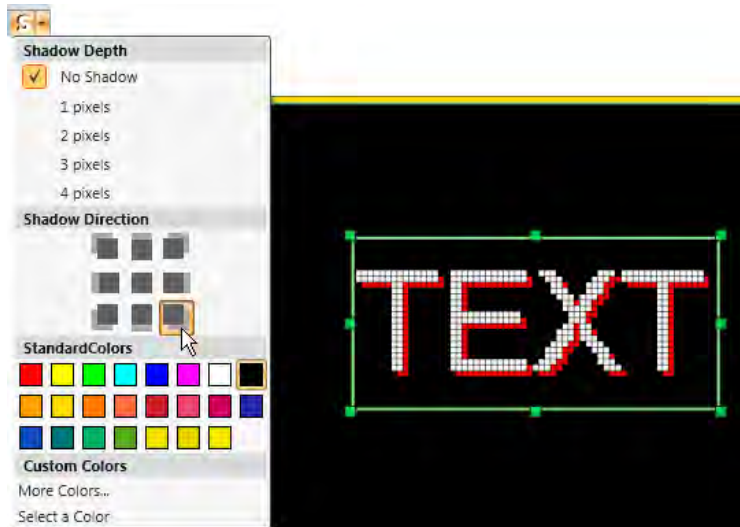 S
Shadow Depth
No Shadow
1 pixels
2 pixels
3 pixels
4 pixels
Shadow Direction
StandardColors
Custom Colors
More Colors...
Select a Color
TEXT